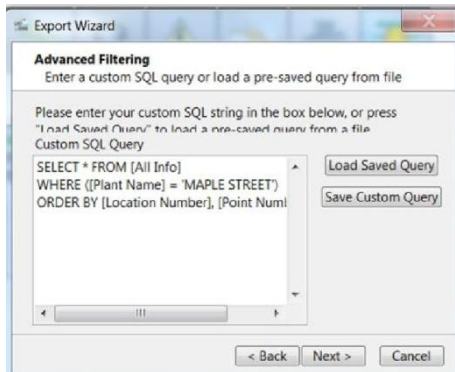 Export Wizard
Advanced Filtering
Enter a custom SQL query or load a pre-saved query from file
Please enter your custom SQL string in the box below, or press
"Load Saved Query" to load a pre-saved query from a file
Custom SQL Query
SELECT * FROM [All Info]
WHERE ([Plant Name] = 'MAPLE STREET')
ORDER BY [Location Number], [Point Numl
Load Saved Query
Save Custom Query
< Back
Next >
Cancel